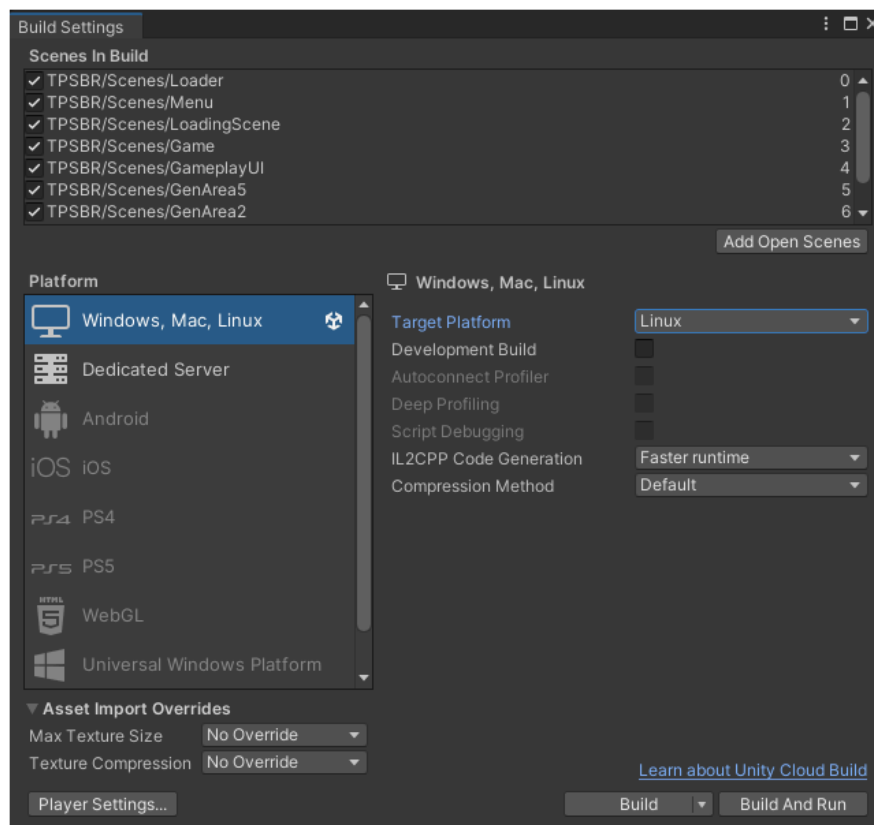 Build Settings
Scenes In Build
TPSBR/Scenes/Loader 0
TPSBR/Scenes/Menu 1
TPSBR/Scenes/LoadingScene 2
TPSBR/Scenes/Game 3
TPSBR/Scenes/GameplayUI 4
TPSBR/Scenes/GenArea5 5
TPSBR/Scenes/GenArea2 6
Add Open Scenes
Platform
Windows, Mac, Linux
Dedicated Server
Android
iOS iOS
PS4 PS4
PS5 PS5
HTML 5 WebGL
Universal Windows Platform
Windows, Mac, Linux
Target Platform Linux
Development Build
Autoconnect Profiler
Deep Profiling
Script Debugging
IL2CPP Code Generation Faster runtime
Compression Method Default
Asset Import Overrides
Max Texture Size No Override
Texture Compression No Override
Learn about Unity Cloud Build
Player Settings...
Build
Build And Run